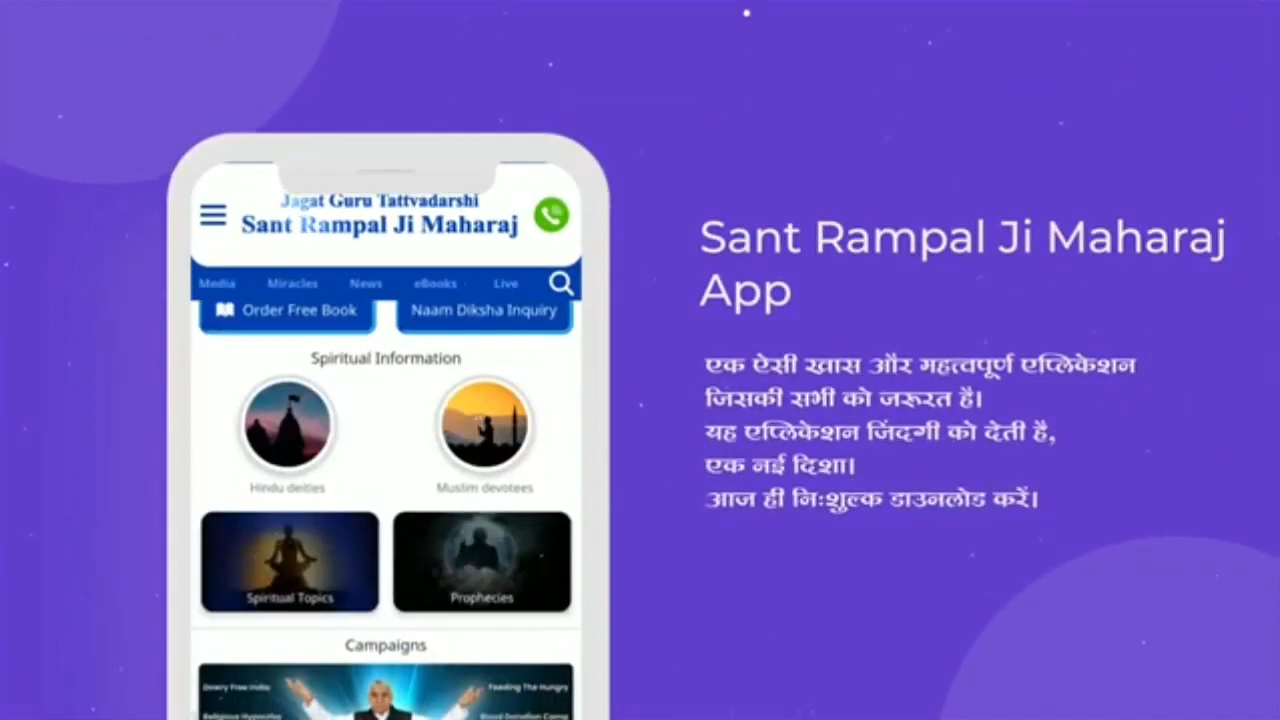 Jagat Guru Tattvadarshi
Sant Rampal Ji Maharaj
Media Miracles News eBooks Live
Order Free Book Naam Diksha Inquiry
Spiritual Information
Hindu deities Muslim devotees
Spiritual Topics Prophecies
Campaigns
Dowry Free India Feeding The Hungry
Religious Blood Donation Camp
Sant Rampal Ji Maharaj
App
एक ऐसी खास और महत्वपूर्ण एप्लिकेशन
जिसकी सभी को जरूरत है।
यह एप्लिकेशन जिंदगी को देती है,
एक नई दिशा।
आज ही निःशुल्क डाउनलोड करें।